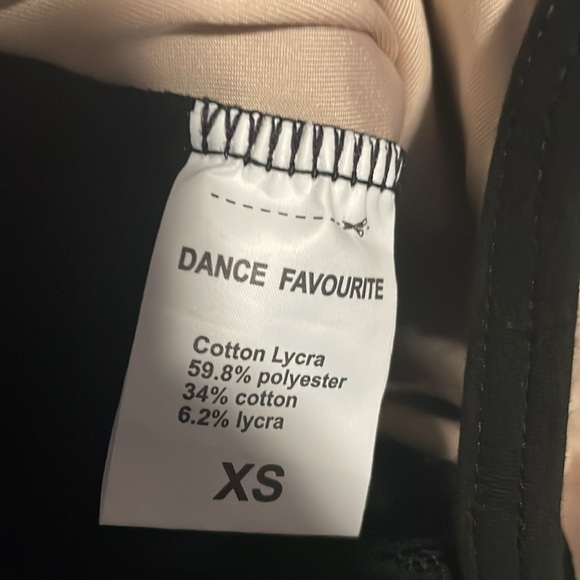 DANCE FAVOURITE
Cotton Lycra
59.8% polyester
34% cotton
6.2% lycra
XS